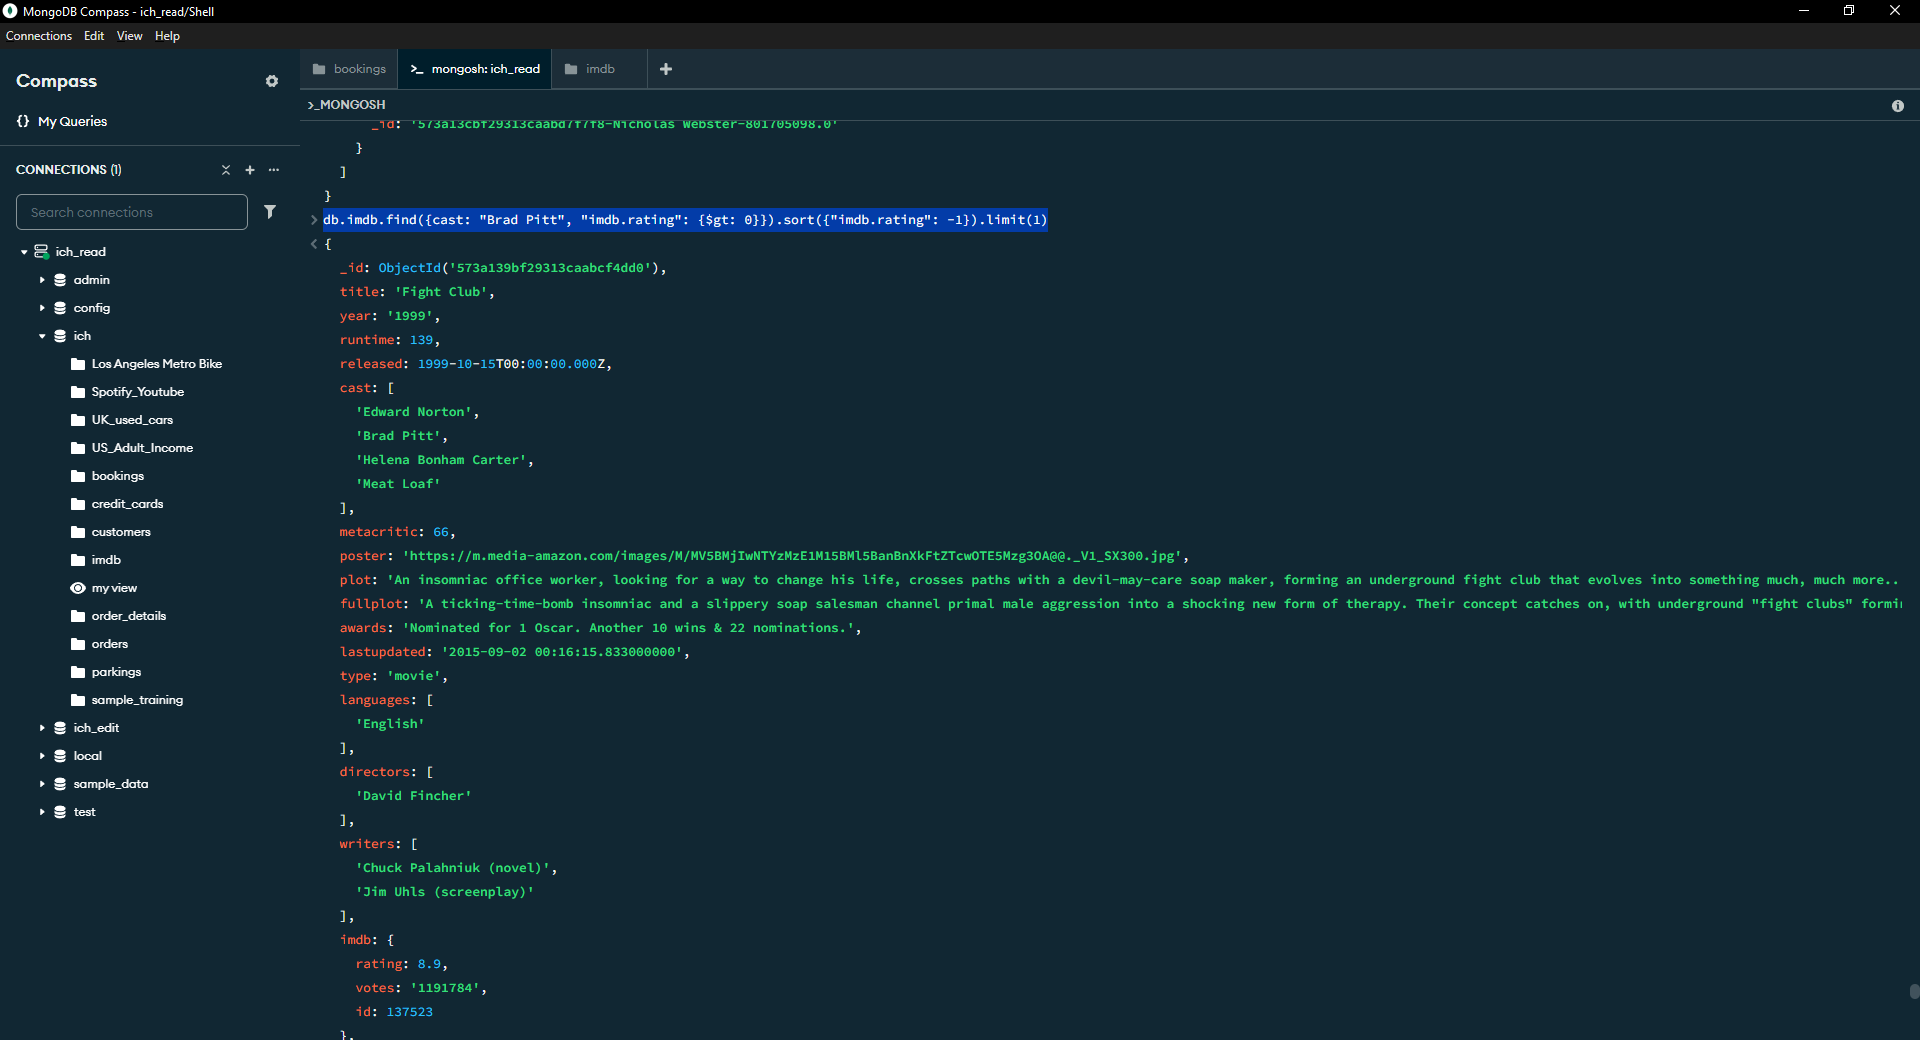 MongoDB Compass - ich_read/Shell
Connections Edit View Help
Compass
{} My Queries
CONNECTIONS (1)
Search connections
ich_read
admin
config
ich
Los Angeles Metro Bike
Spotify_Youtube
UK_used_cars
US_Adult_Income
bookings
credit_cards
customers
imdb
my view
order_details
orders
parkings
sample_training
ich_edit
local
sample_data
test
bookings
>_ mongosh: ich_read
imdb
>_MONGOSH
_id: '573a13cbf29313caabd7f7f8-Nicholas Webster-801705098.0'
}
]
}
> db.imdb.find({cast: "Brad Pitt", "imdb.rating": {$gt: 0}}).sort({"imdb.rating": -1}).limit(1)
< {
_id: ObjectId('573a139bf29313caabcf4dd0'),
title: 'Fight Club',
year: '1999',
runtime: 139,
released: 1999-10-15T00:00:00.000Z,
cast: [
'Edward Norton',
'Brad Pitt',
'Helena Bonham Carter',
'Meat Loaf'
],
metacritic: 66,
poster: 'https://m.media-amazon.com/images/M/MV5BMjIwNTYzMzE1M15BMl5BanBnXkFtZTcwOTE5Mzg3OA@@._V1_SX300.jpg',
plot: 'An insomniac office worker, looking for a way to change his life, crosses paths with a devil-may-care soap maker, forming an underground fight club that evolves into something much, much more..
fullplot: 'A ticking-time-bomb insomniac and a slippery soap salesman channel primal male aggression into a shocking new form of therapy. Their concept catches on, with underground "fight clubs" formi
awards: 'Nominated for 1 Oscar. Another 10 wins & 22 nominations.',
lastupdated: '2015-09-02 00:16:15.833000000',
type: 'movie',
languages: [
'English'
],
directors: [
'David Fincher'
],
writers: [
'Chuck Palahniuk (novel)',
'Jim Uhls (screenplay)'
],
imdb: {
rating: 8.9,
votes: '1191784',
id: 137523
},